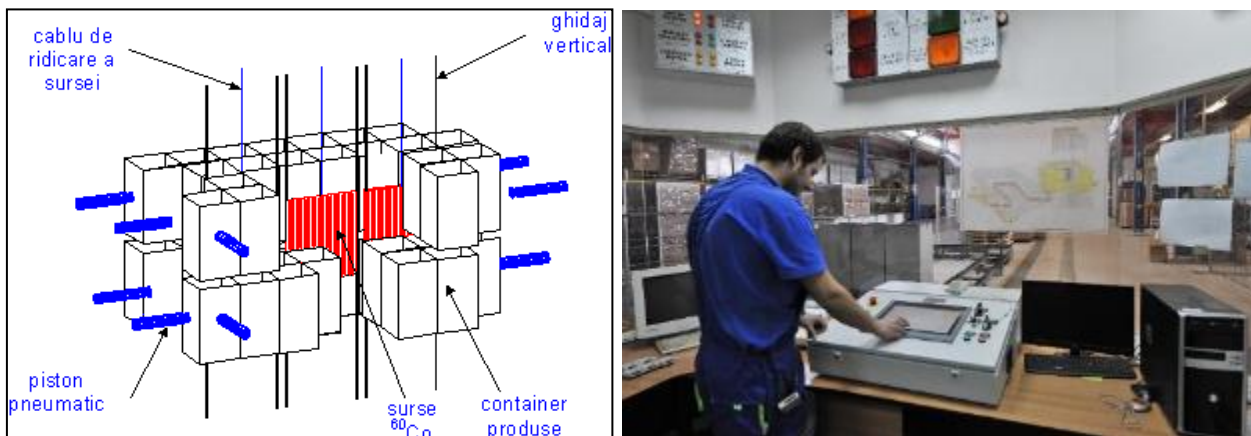 cablu de
ridicare a
sursei
ghidaj
vertical
piston
pneumatic
surse
⁶⁰Co
container
produse